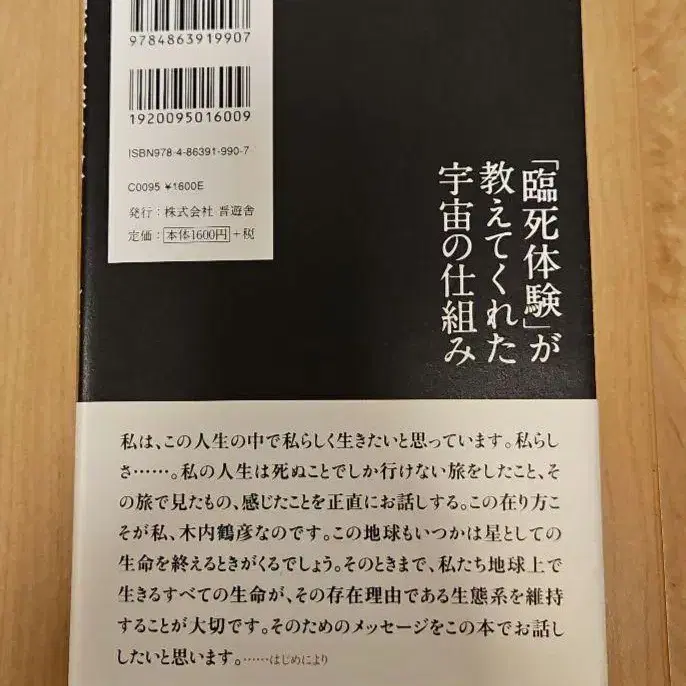 9784863919907
1920095016009
ISBN978-4-86391-990-7
C0095 ¥1600E
発行：株式会社 晋遊舎
定価：本体1600円＋税
「臨死体験」が
教えてくれた
宇宙の仕組み
私は、この人生の中で私らしく生きたいと思っています。私らし
さ……。私の人生は死ぬことでしか行けない旅をしたこと、そ
の旅で見たもの、感じたことを正直にお話しする。この在り方こ
そが私、木内鶴彦なのです。この地球もいつかは星としての
生命を終えるときがくるでしょう。そのときまで、私たち地球上で
生きるすべての生命が、その存在理由である生態系を維持
することが大切です。そのためのメッセージをこの本でお話し
したいと思います。……はじめにより